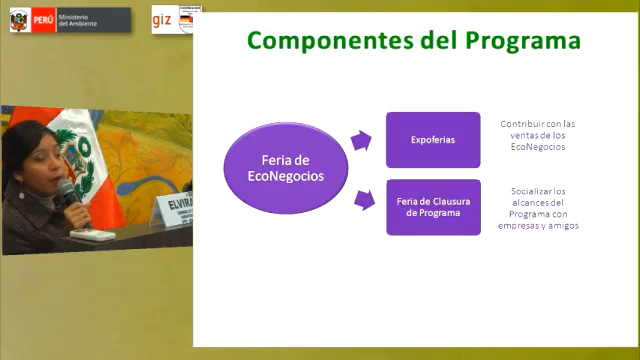 PERÚ
Ministerio
del Ambiente
giz
Componentes del Programa
Feria de
EcoNegocios
Expoferias
Contribuir con las
ventas de los
EcoNegocios
Feria de Clausura
de Programa
Socializar los
alcances del
Programa con
empresas y amigos
ELVIRA